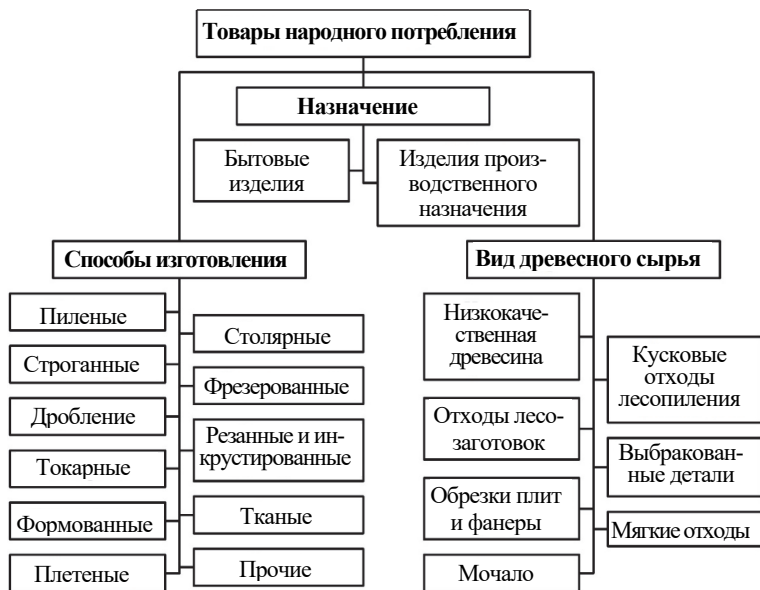 Товары народного потребления
Назначение
Бытовые
изделия
Изделия произ-
водственного
назначения
Способы изготовления
Пиленые
Столярные
Строганные
Фрезерованные
Дробление
Резанные и ин-
крустированные
Токарные
Формованные
Тканые
Плетеные
Прочие
Вид древесного сырья
Низкокаче-
ственная
древесина
Кусковые
отходы
лесопиления
Отходы лесо-
заготовок
Выбракован-
ные детали
Обрезки плит
и фанеры
Мягкие отходы
Мочало